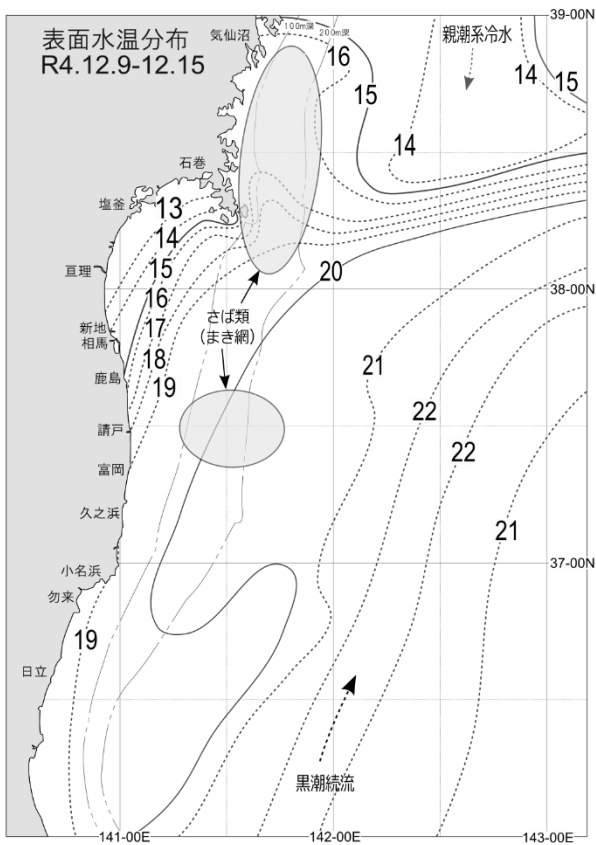 表面水温分布
R4.12.9-12.15
39-00N
気仙沼
100m深
200m深
親潮系冷水
16
15
14
15
14
石巻
塩釜
13
14
亘理
15
20
38-00N
16
さば類
(まき網)
新地
17
相馬
18
21
鹿島
19
22
請戸
22
富岡
久之浜
21
小名浜
37-00N
勿来
19
日立
黒潮続流
141-00E
142-00E
143-00E